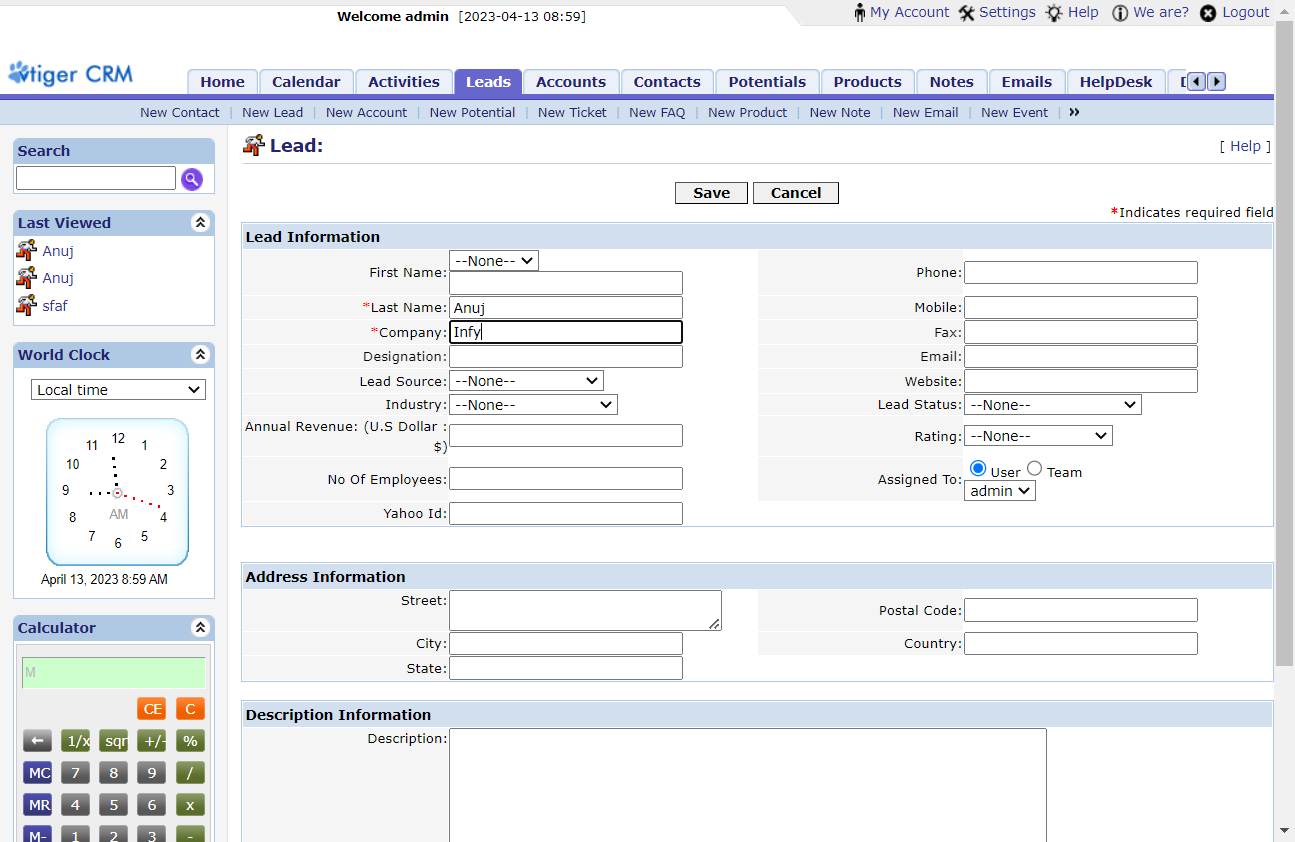 Welcome admin [2023-04-13 08:59]
My Account Settings Help We are? Logout
vtiger CRM
Home Calendar Activities Leads Accounts Contacts Potentials Products Notes Emails HelpDesk
New Contact | New Lead | New Account | New Potential | New Ticket | New FAQ | New Product | New Note | New Email | New Event | »
Search
Last Viewed
Anuj
Anuj
sfaf
World Clock
Local time
12
11 1
10 2
9 3
AM
8 4
7 5
6
April 13, 2023 8:59 AM
Calculator
M
CE C
← 1/x sqr +/- %
MC 7 8 9 /
MR 4 5 6 x
M- 1 2 3 -
Lead:
[ Help ]
Save Cancel
*Indicates required field
Lead Information
--None--
First Name: Phone:
*Last Name: Anuj Mobile:
*Company: Infy Fax:
Designation: Email:
Lead Source: --None-- Website:
Industry: --None-- Lead Status: --None--
Annual Revenue: (U.S Dollar :
$)
Rating: --None--
No Of Employees: Assigned To: User Team
admin
Yahoo Id:
Address Information
Street: Postal Code:
City: Country:
State:
Description Information
Description: